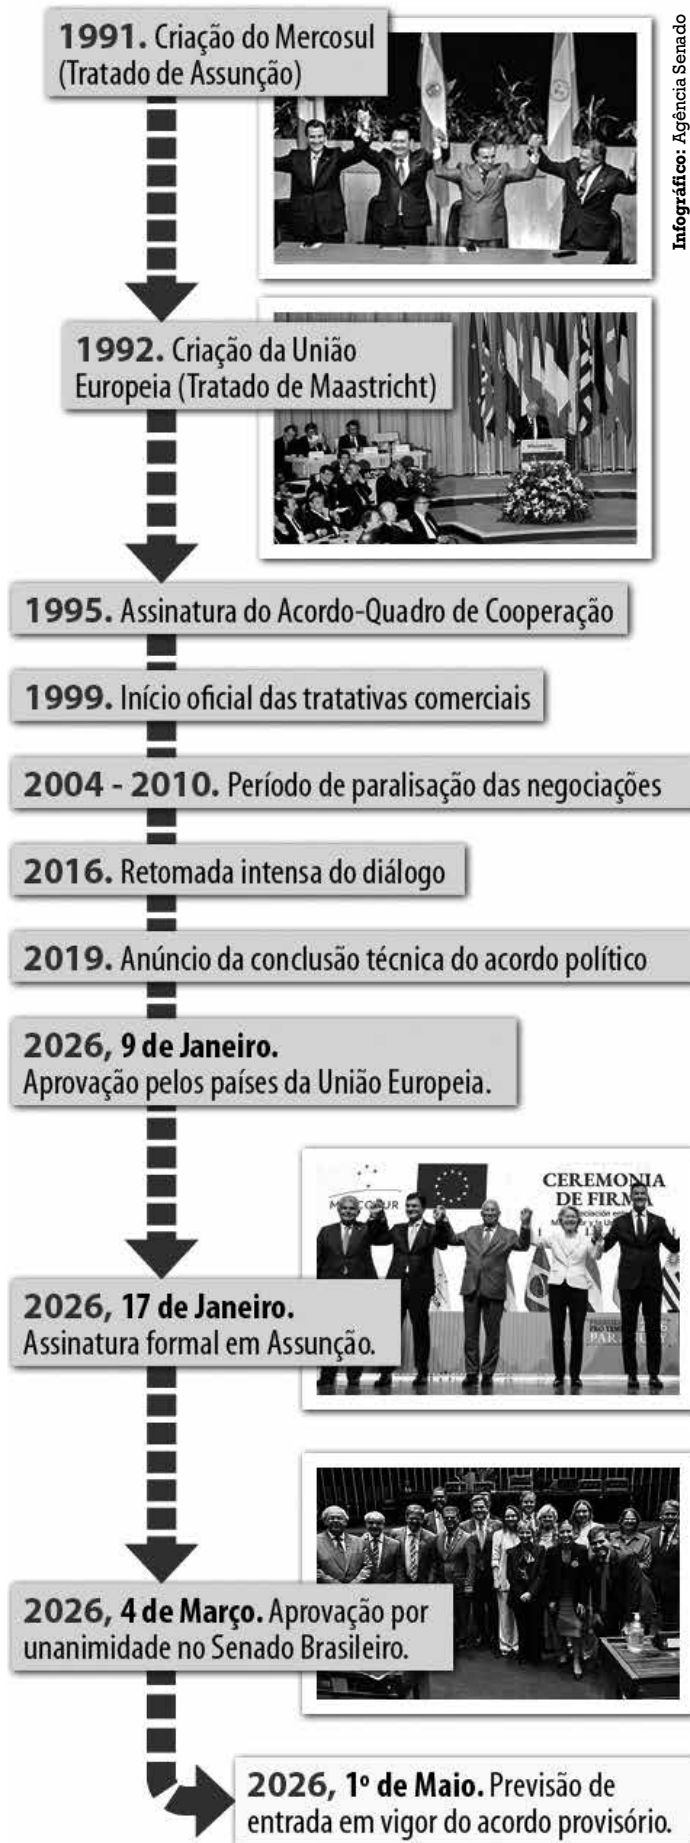 1991. Criação do Mercosul
(Tratado de Assunção)
Infográfico: Agência Senado
1992. Criação da União
Europeia (Tratado de Maastricht)
1995. Assinatura do Acordo-Quadro de Cooperação
1999. Início oficial das tratativas comerciais
2004 - 2010. Período de paralisação das negociações
2016. Retomada intensa do diálogo
2019. Anúncio da conclusão técnica do acordo político
2026, 9 de Janeiro.
Aprovação pelos países da União Europeia.
CEREMONIA
DE FIRMA
2026, 17 de Janeiro.
Assinatura formal em Assunção.
2026, 4 de Março. Aprovação por
unanimidade no Senado Brasileiro.
2026, 1º de Maio. Previsão de
entrada em vigor do acordo provisório.